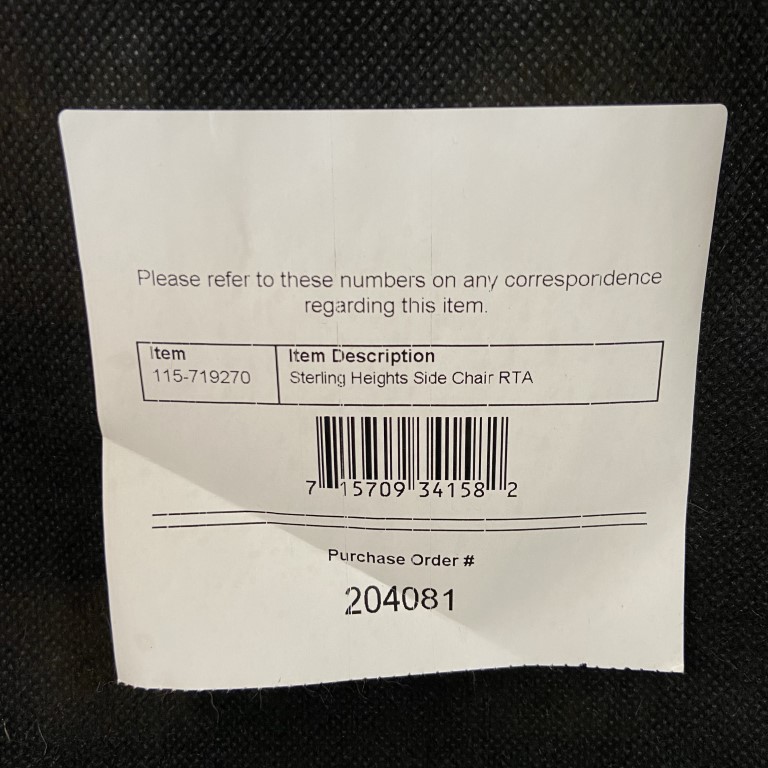 Please refer to these numbers on any correspondence
regarding this item.
Item Item Description
115-719270 Sterling Heights Side Chair RTA
7 15709 34158 2
Purchase Order #
204081